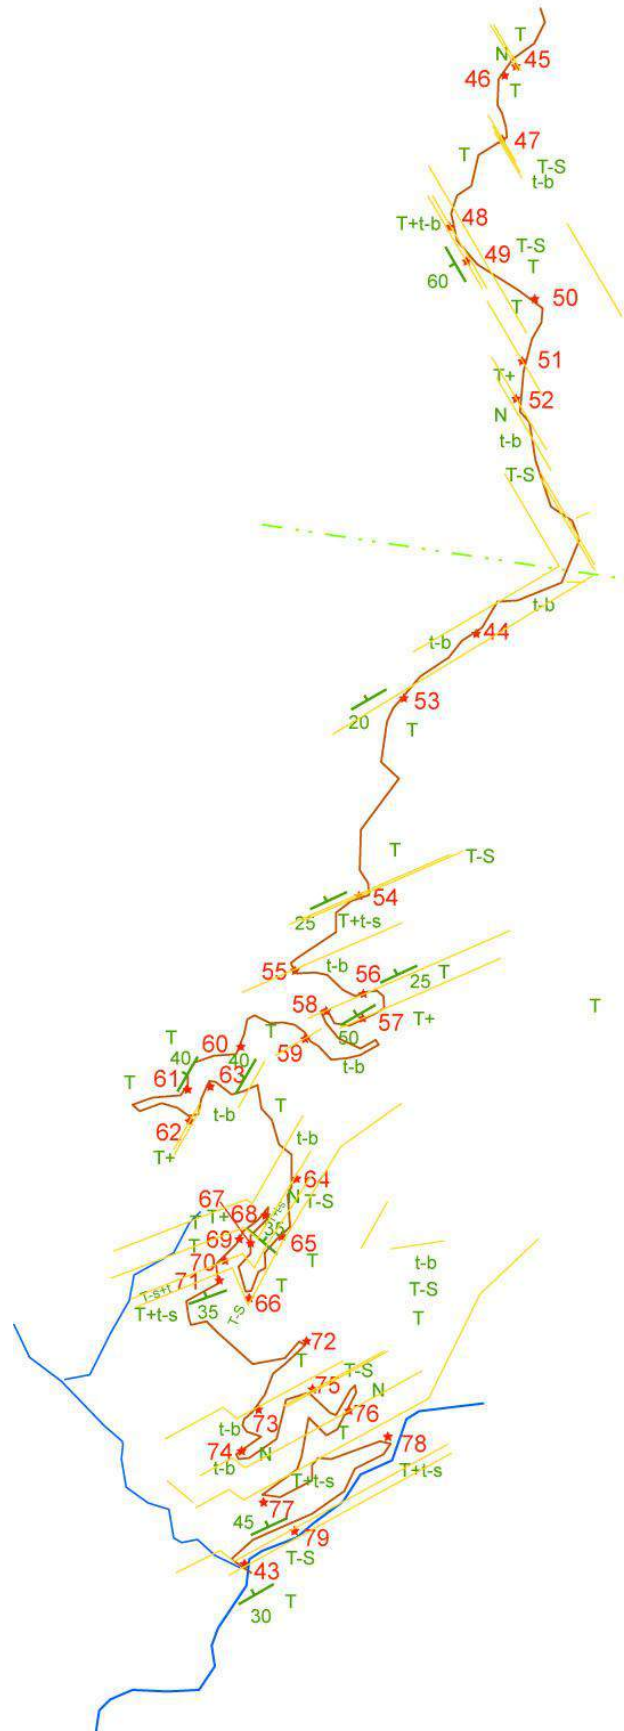 T
N 45
46
T
47
T
T-S
t-b
48
T+t-b
T-S
49
T
60
50
T
51
T+
52
N
t-b
T-S
t-b
44
t-b
53
20
T
T
T-S
54
25 T+t-s
55 t-b
56
25 T
58
T
57 T+
50
T
60 T
59
40 40
t-b
61 63
T
t-b T
62
t-b
T+
64
67 N T-S
68
T T+
T+t-s
35
69 65
T T
70
t-b
71
T
T-S
T-s+t
66
T+t-s 35
T-S
T
72
T
T-S
75
N
73 76
t-b
T 78
74 N
t-b T+t-s
T+t-s
77
45
79
T-S
43
T
30